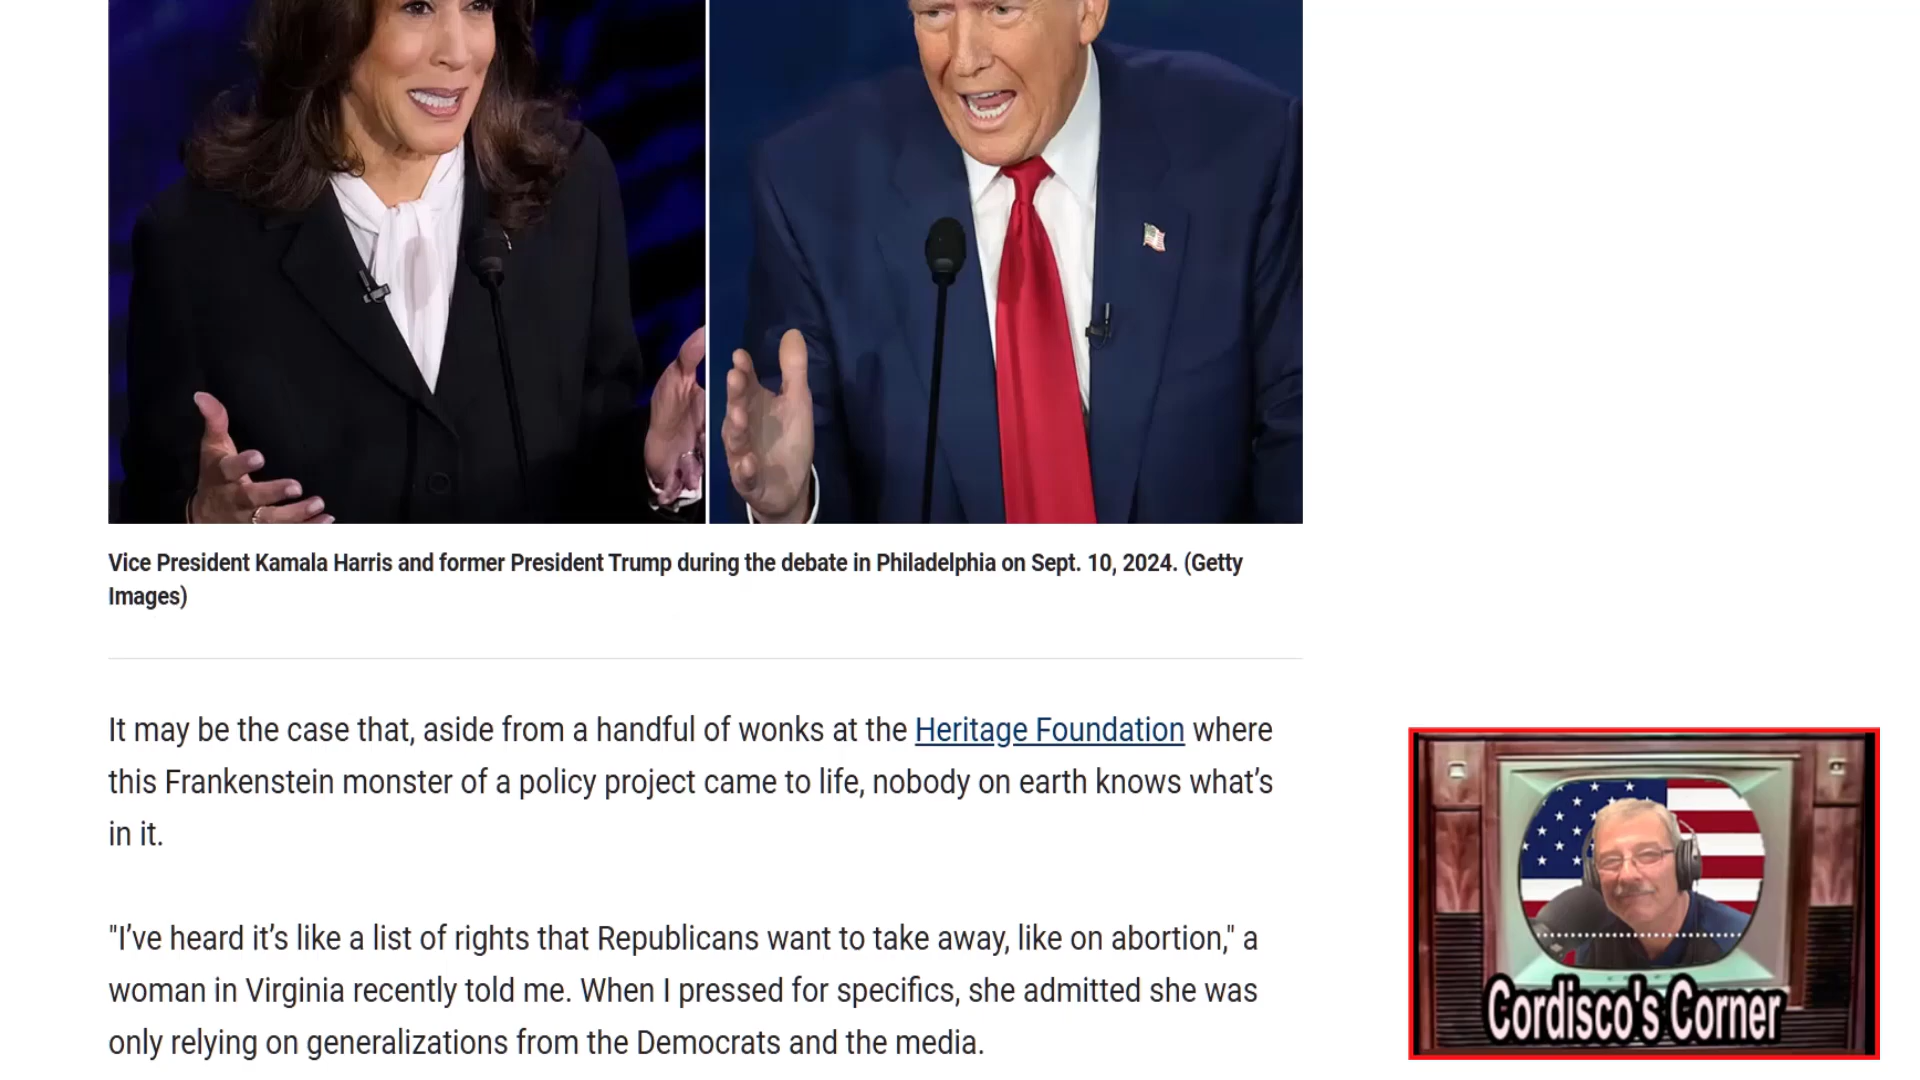 Vice President Kamala Harris and former President Trump during the debate in Philadelphia on Sept. 10, 2024. (Getty
Images)
It may be the case that, aside from a handful of wonks at the Heritage Foundation where
this Frankenstein monster of a policy project came to life, nobody on earth knows what’s
in it.
"I’ve heard it’s like a list of rights that Republicans want to take away, like on abortion," a
woman in Virginia recently told me. When I pressed for specifics, she admitted she was
only relying on generalizations from the Democrats and the media.
Cordisco's Corner